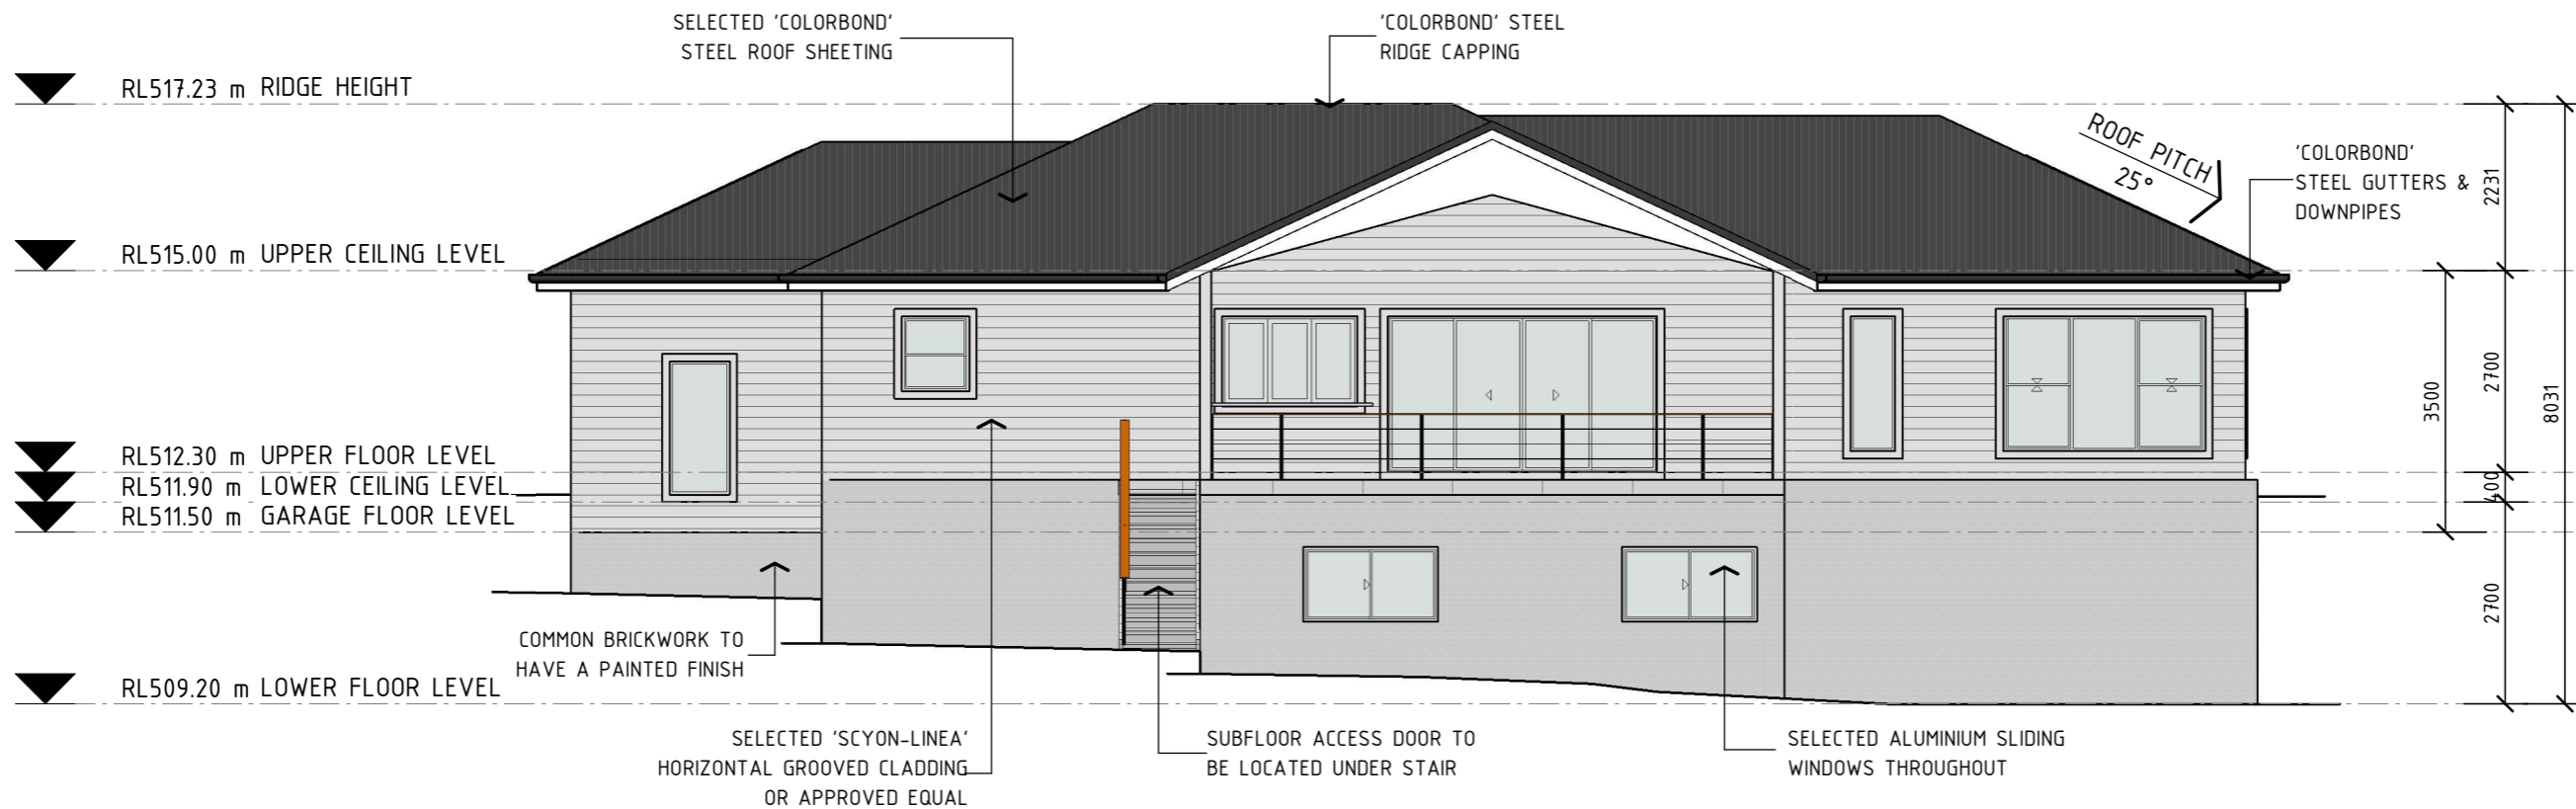 SELECTED 'COLORBOND'
STEEL ROOF SHEETING
'COLORBOND' STEEL
RIDGE CAPPING
RL517.23 m RIDGE HEIGHT
ROOF PITCH
25°
'COLORBOND'
STEEL GUTTERS &
DOWNPIPES
2231
RL515.00 m UPPER CEILING LEVEL
2700
3500
8031
RL512.30 m UPPER FLOOR LEVEL
RL511.90 m LOWER CEILING LEVEL
400
RL511.50 m GARAGE FLOOR LEVEL
2700
COMMON BRICKWORK TO
HAVE A PAINTED FINISH
RL509.20 m LOWER FLOOR LEVEL
SELECTED 'SCYON-LINEA'
HORIZONTAL GROOVED CLADDING
OR APPROVED EQUAL
SUBFLOOR ACCESS DOOR TO
BE LOCATED UNDER STAIR
SELECTED ALUMINIUM SLIDING
WINDOWS THROUGHOUT